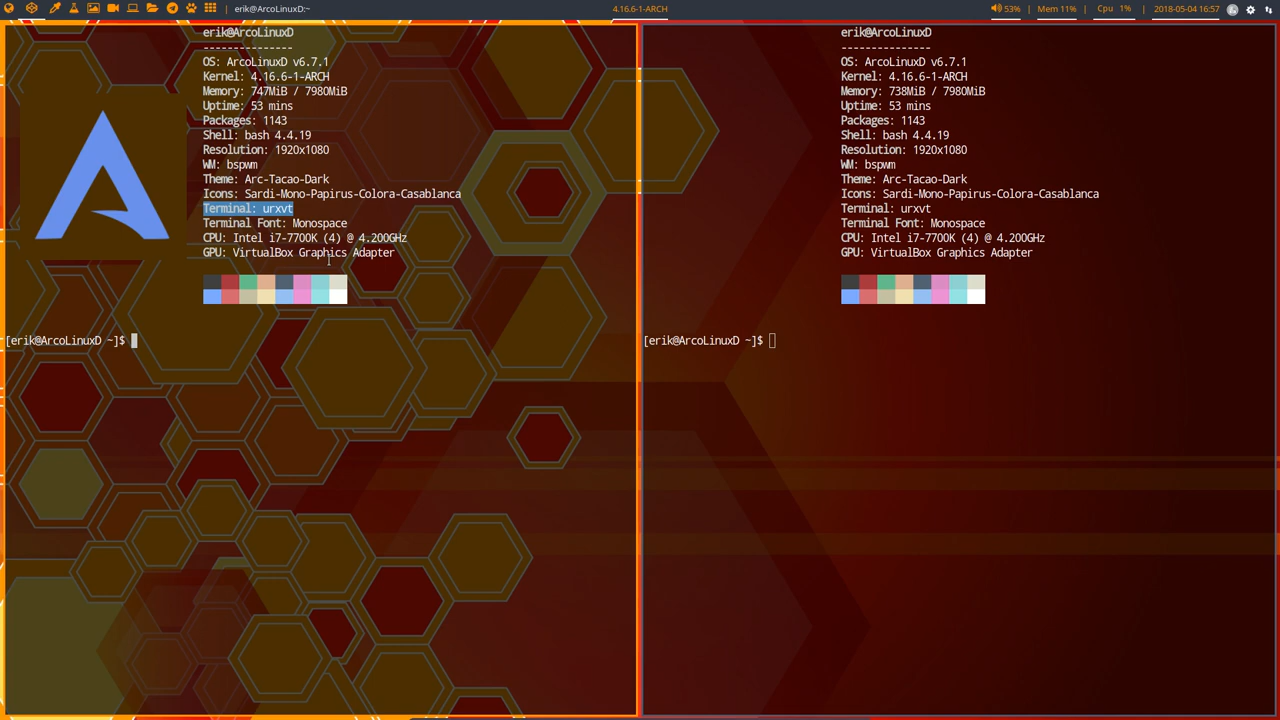 erik@ArcoLinuxD:~
4.16.6-1-ARCH
53% | Mem 11% | Cpu 1% | 2018-05-04 16:57
erik@ArcoLinuxD
---------------
OS: ArcoLinuxD v6.7.1
Kernel: 4.16.6-1-ARCH
Memory: 747MiB / 7980MiB
Uptime: 53 mins
Packages: 1143
Shell: bash 4.4.19
Resolution: 1920x1080
WM: bspwm
Theme: Arc-Tacao-Dark
Icons: Sardi-Mono-Papirus-Colora-Casablanca
Terminal: urxvt
Terminal Font: Monospace
CPU: Intel i7-7700K (4) @ 4.200GHz
GPU: VirtualBox Graphics Adapter
[erik@ArcoLinuxD ~]$
erik@ArcoLinuxD
---------------
OS: ArcoLinuxD v6.7.1
Kernel: 4.16.6-1-ARCH
Memory: 738MiB / 7980MiB
Uptime: 53 mins
Packages: 1143
Shell: bash 4.4.19
Resolution: 1920x1080
WM: bspwm
Theme: Arc-Tacao-Dark
Icons: Sardi-Mono-Papirus-Colora-Casablanca
Terminal: urxvt
Terminal Font: Monospace
CPU: Intel i7-7700K (4) @ 4.200GHz
GPU: VirtualBox Graphics Adapter
[erik@ArcoLinuxD ~]$